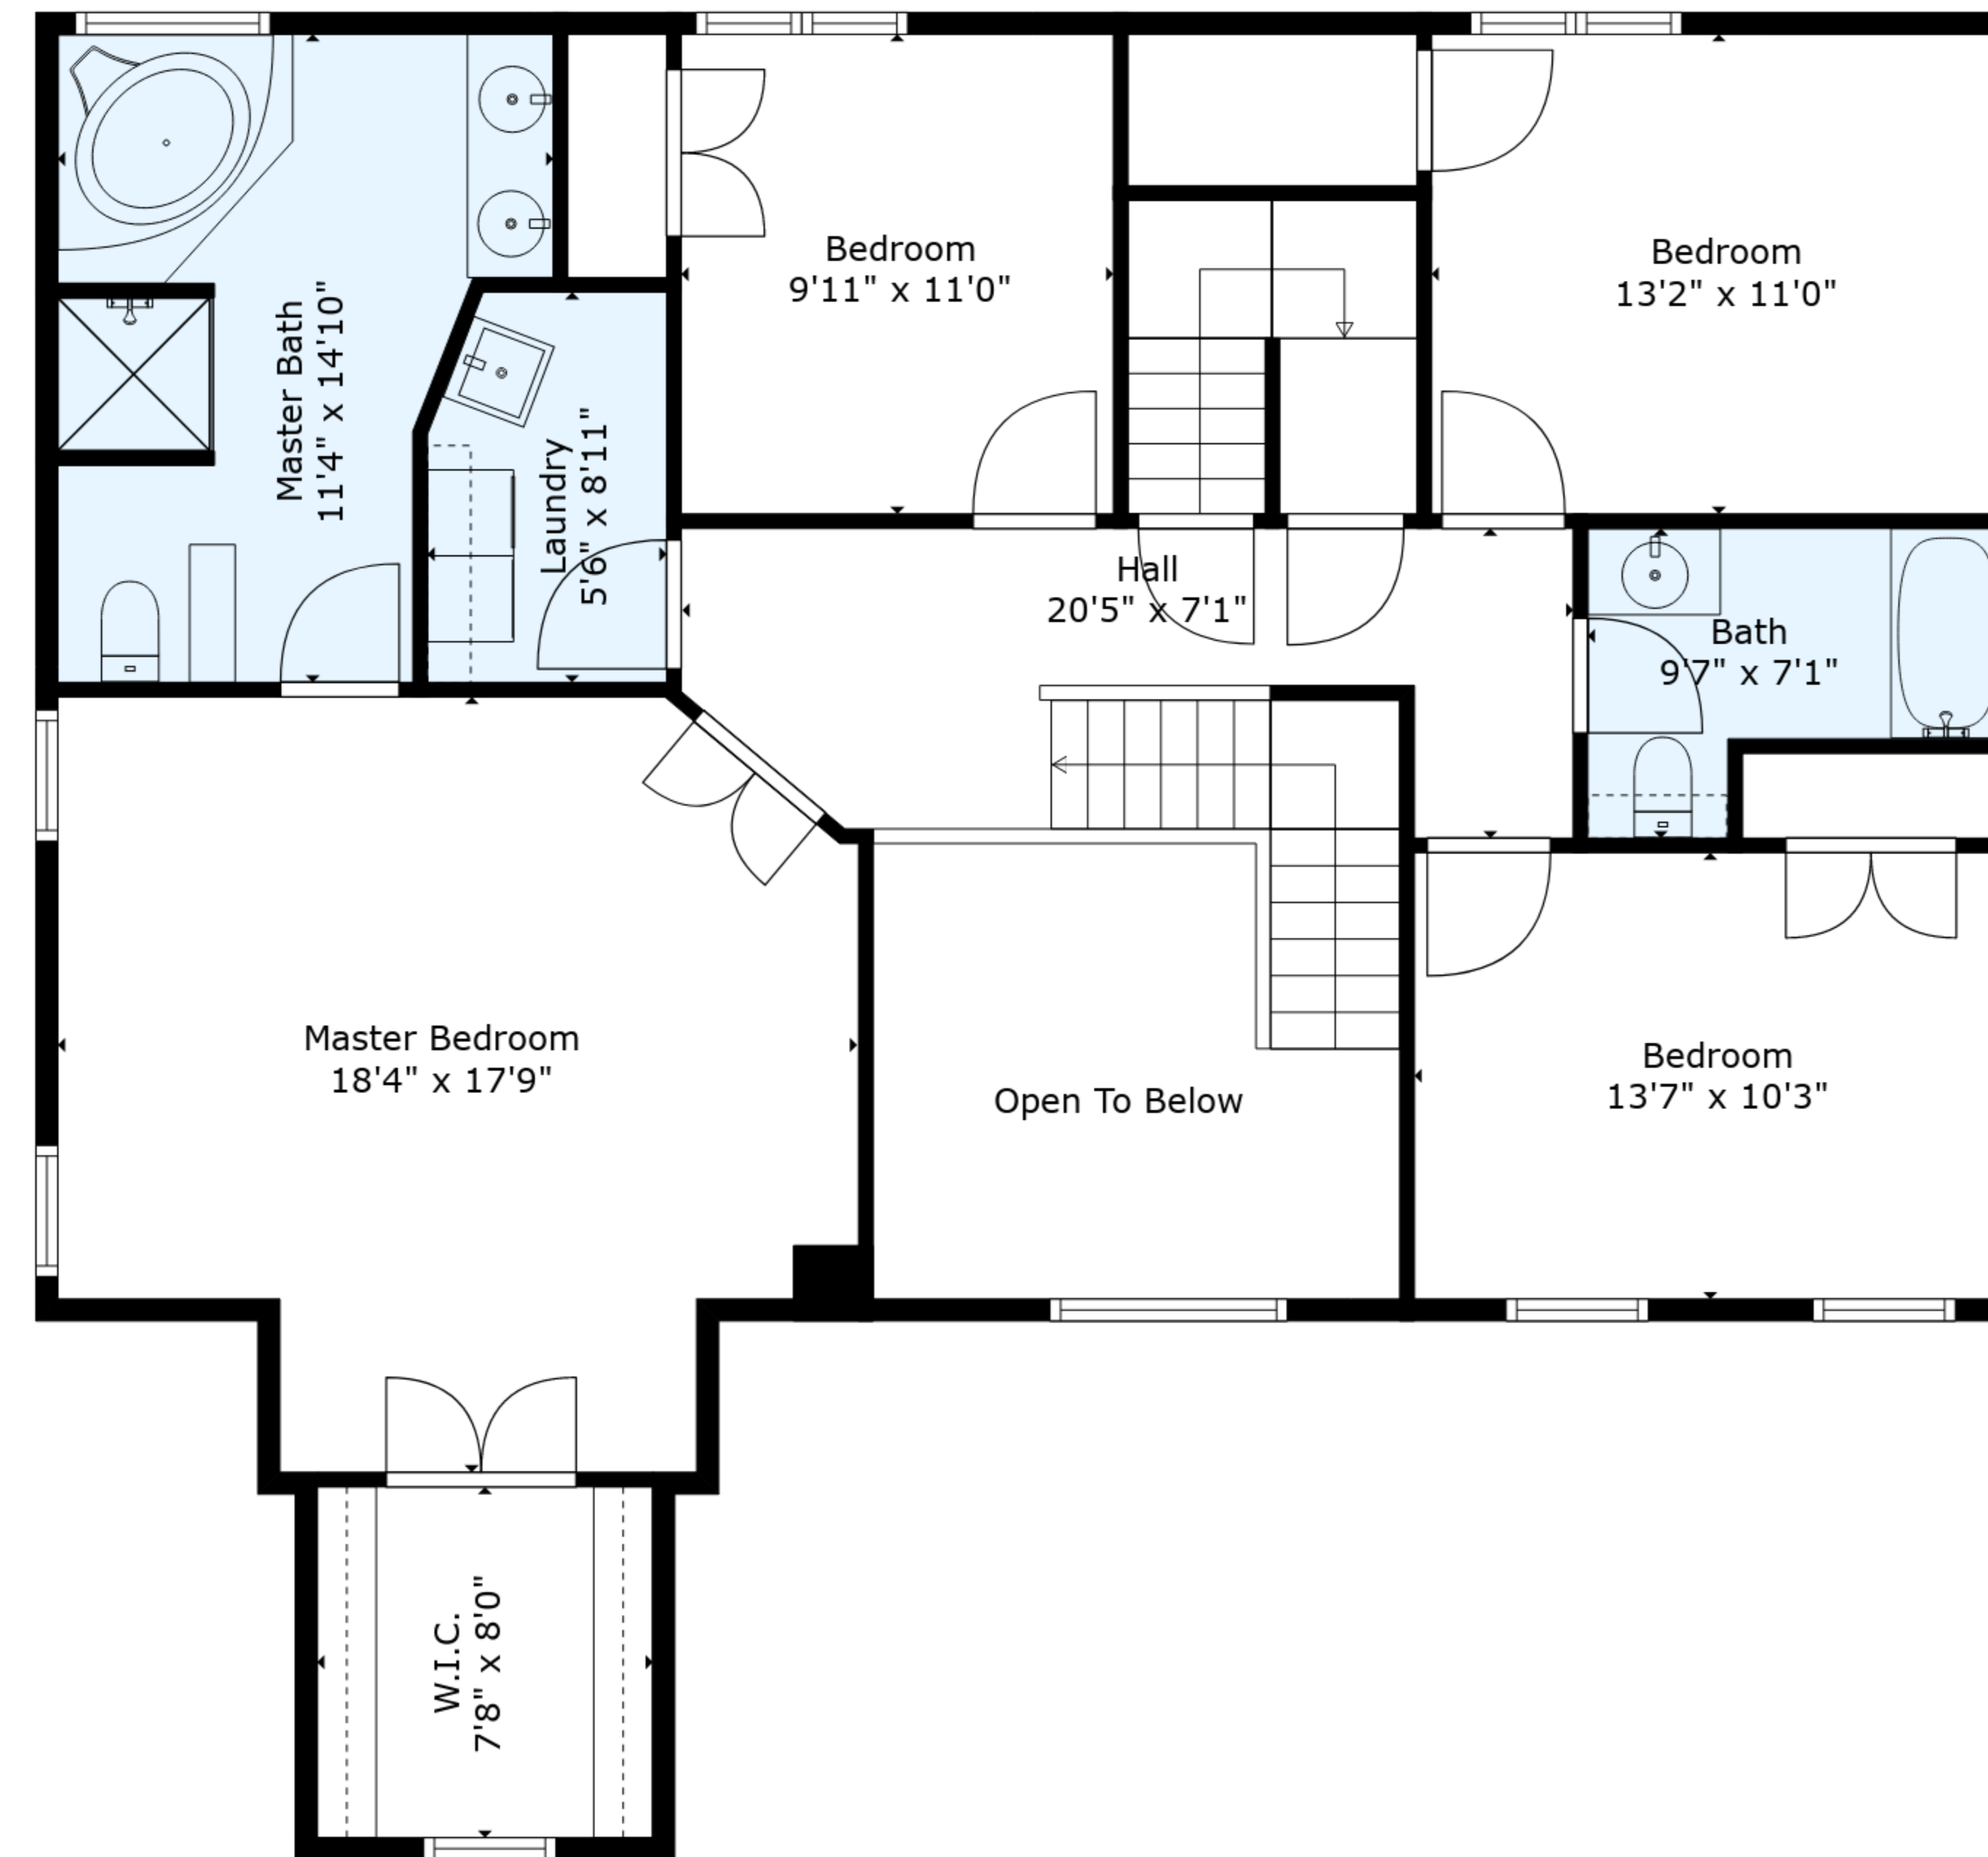 Bedroom
9'11" x 11'0"
Bedroom
13'2" x 11'0"
Master Bath
11'4" x 14'10"
Laundry
5'6" x 8'11"
Hall
20'5" x 7'1"
Bath
9'7" x 7'1"
Master Bedroom
18'4" x 17'9"
Open To Below
Bedroom
13'7" x 10'3"
W.I.C.
7'8" x 8'0"